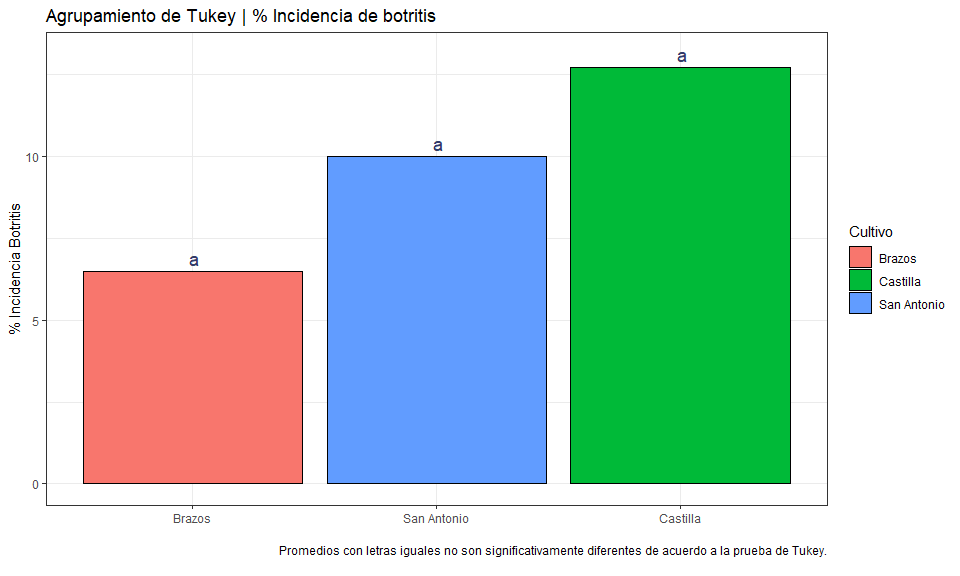 Agrupamiento de Tukey | % Incidencia de botritis
a
a
a
10
5
0
% Incidencia Botritis
Brazos
San Antonio
Castilla
Cultivo
Brazos
Castilla
San Antonio
Promedios con letras iguales no son significativamente diferentes de acuerdo a la prueba de Tukey.